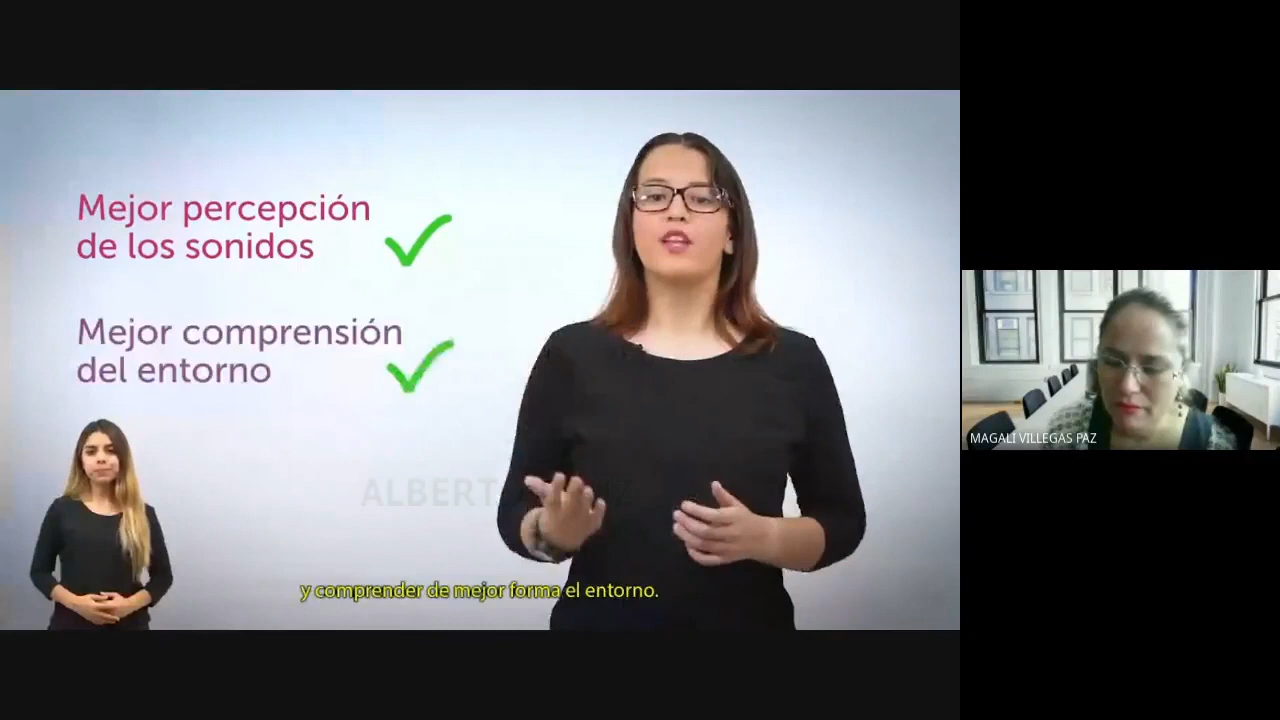 Mejor percepción
de los sonidos
Mejor comprensión
del entorno
y comprender de mejor forma el entorno.
MAGALI VILLEGAS PAZ